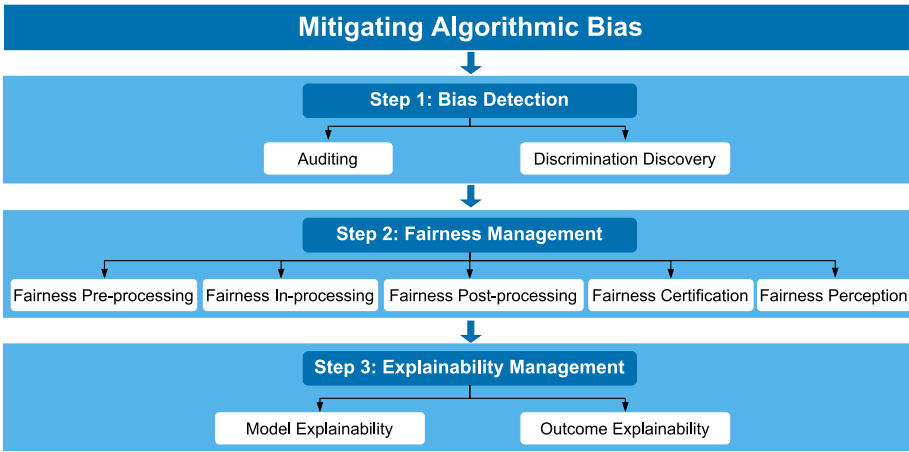 Mitigating Algorithmic Bias
Step 1: Bias Detection
Auditing
Discrimination Discovery
Step 2: Fairness Management
Fairness Pre-processing
Fairness In-processing
Fairness Post-processing
Fairness Certification
Fairness Perception
Step 3: Explainability Management
Model Explainability
Outcome Explainability